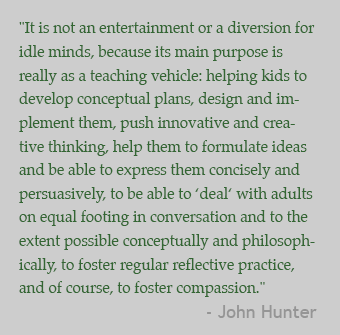 "It is not an entertainment or a diversion for
idle minds, because its main purpose is
really as a teaching vehicle: helping kids to
develop conceptual plans, design and im-
plement them, push innovative and crea-
tive thinking, help them to formulate ideas
and be able to express them concisely and
persuasively, to be able to ‘deal‘ with adults
on equal footing in conversation and to the
extent possible conceptually and philosoph-
ically, to foster regular reflective practice,
and of course, to foster compassion."
- John Hunter